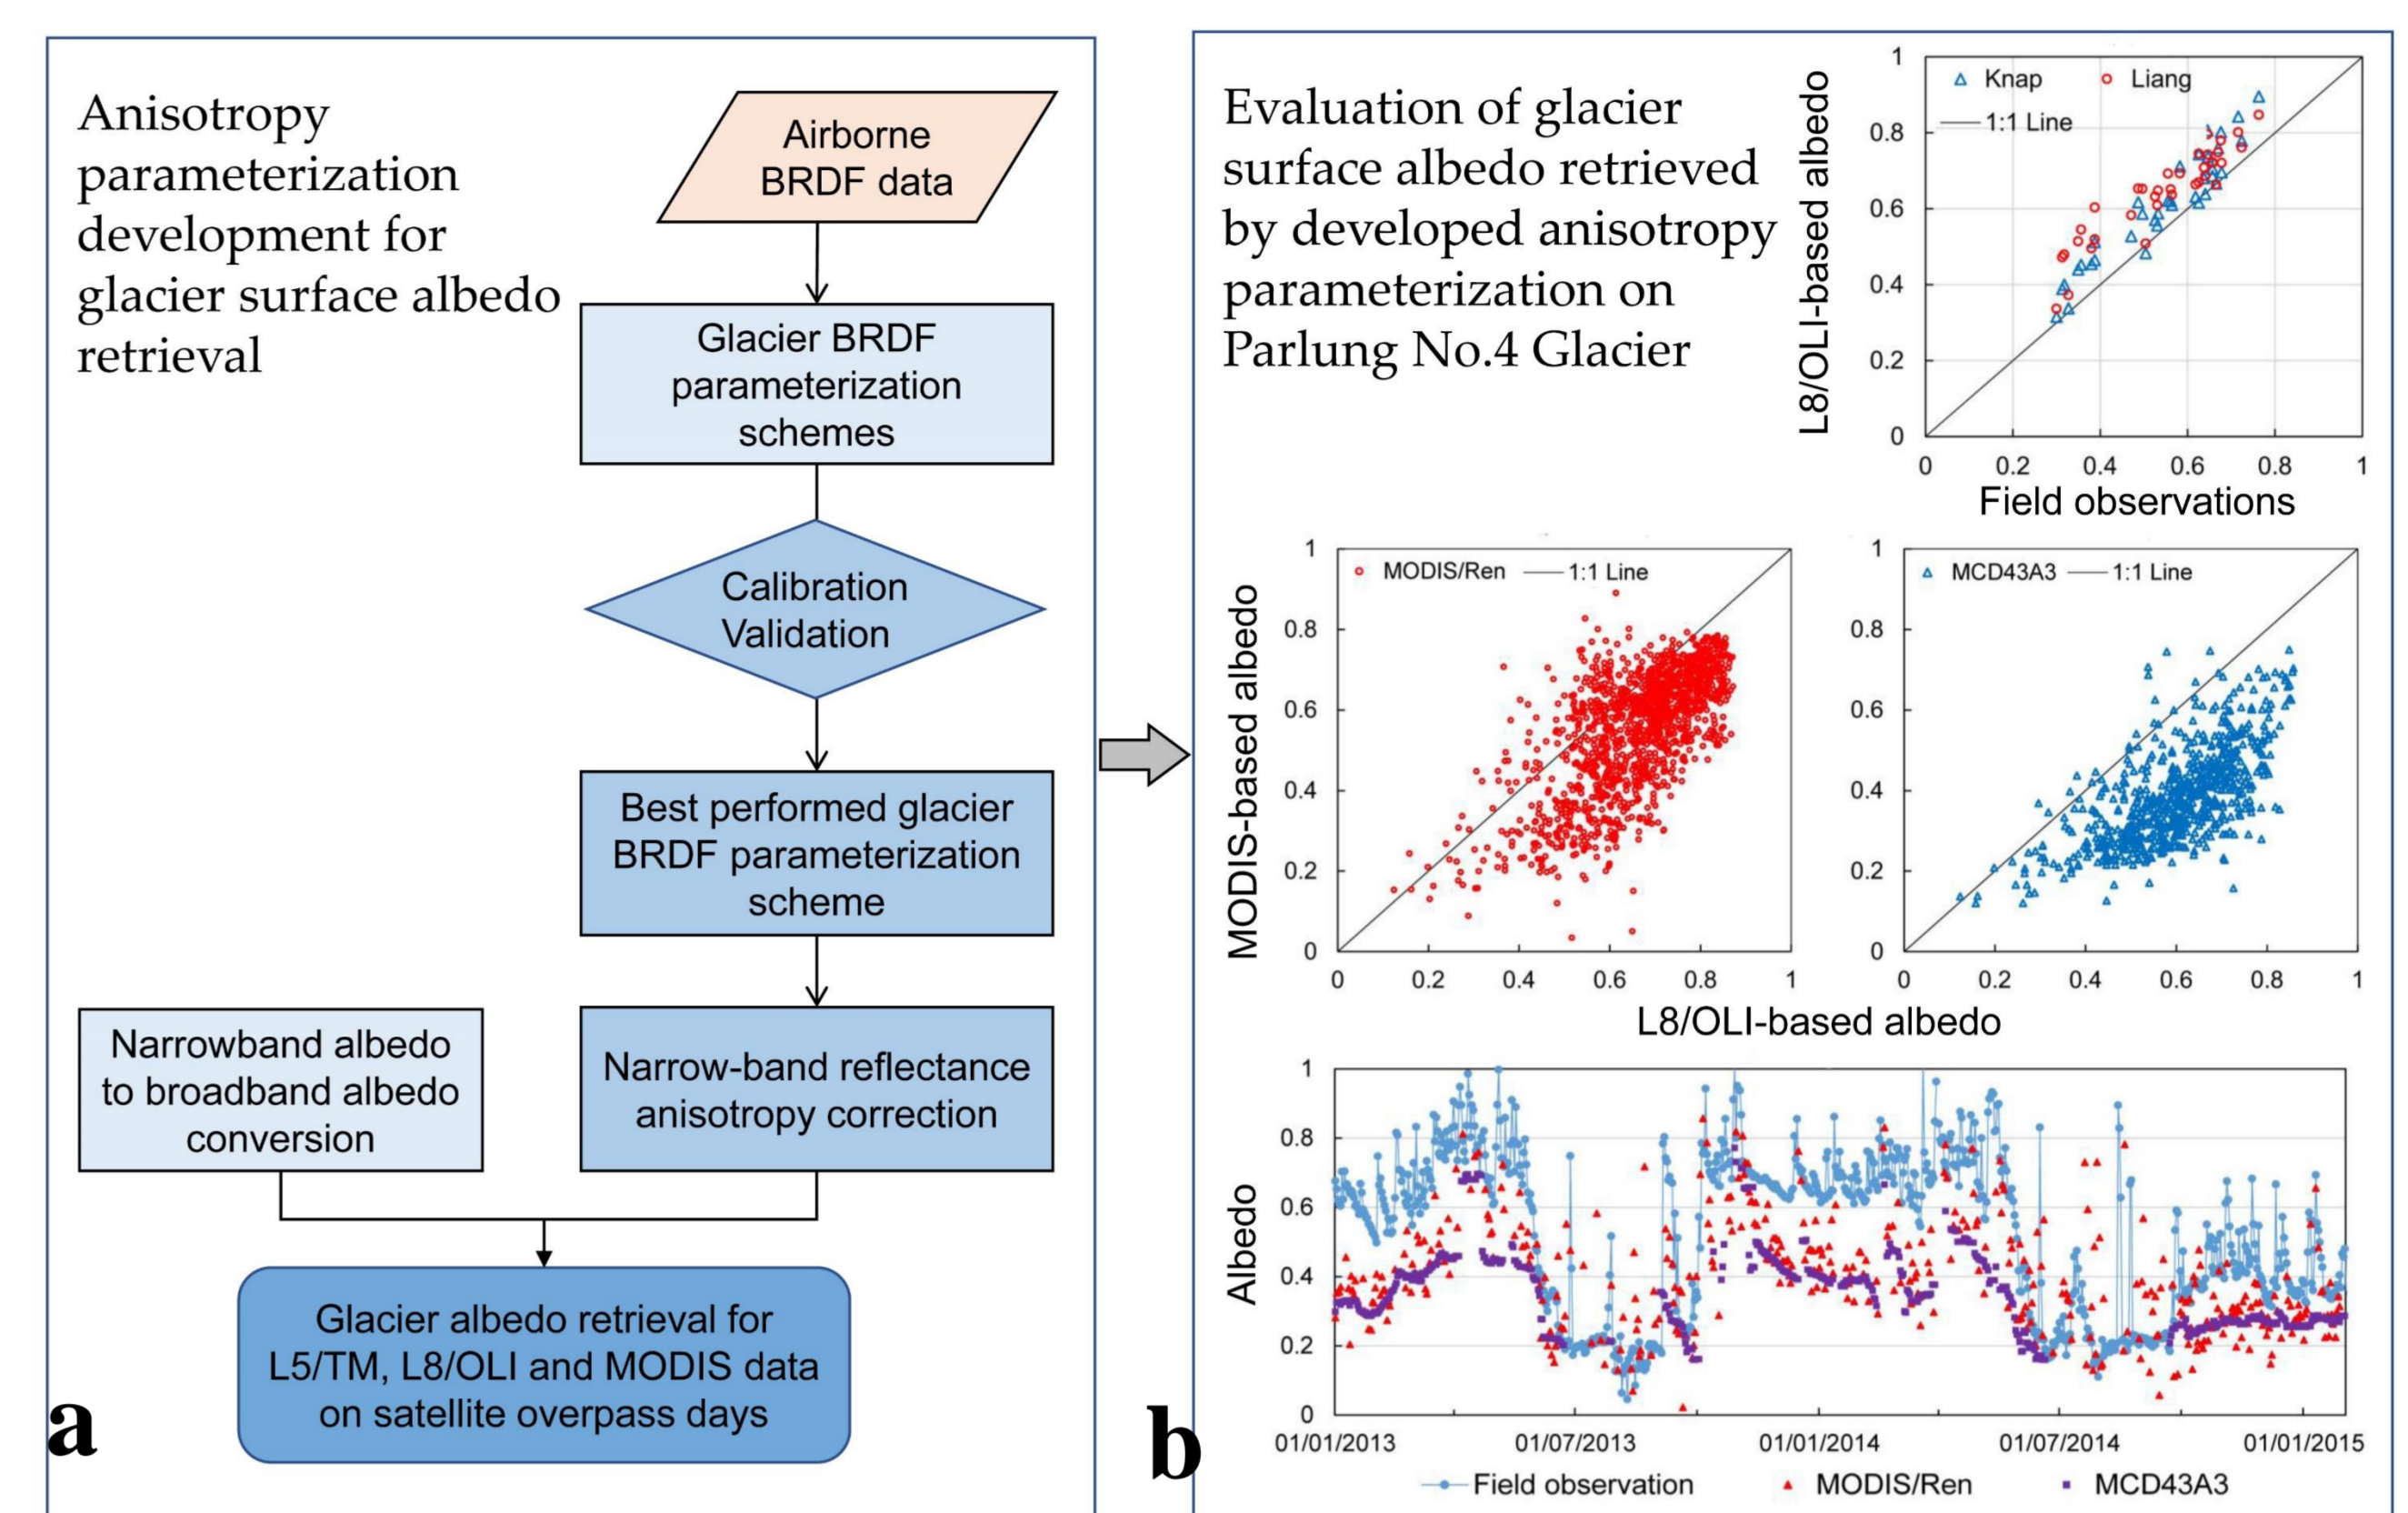 Anisotropy
parameterization
development for
glacier surface albedo
retrieval
Airborne
BRDF data
Glacier BRDF
parameterization
schemes
Calibration
Validation
Best performed glacier
BRDF parameterization
scheme
Narrowband albedo
to broadband albedo
conversion
Narrow-band reflectance
anisotropy correction
Glacier albedo retrieval for
L5/TM, L8/OLI and MODIS data
on satellite overpass days
a
Evaluation of glacier
surface albedo retrieved
by developed anisotropy
parameterization on
Parlung No.4 Glacier
L8/OLI-based albedo
1
0.8
0.6
0.4
0.2
0
Knap Liang
1:1 Line
0 0.2 0.4 0.6 0.8 1
Field observations
MODIS-based albedo
1
0.8
0.6
0.4
0.2
0
MODIS/Ren 1:1 Line
0 0.2 0.4 0.6 0.8 1
1
0.8
0.6
0.4
0.2
0
MCD43A3 1:1 Line
0 0.2 0.4 0.6 0.8 1
L8/OLI-based albedo
Albedo
1
0.8
0.6
0.4
0.2
0
01/01/2013 01/07/2013 01/01/2014 01/07/2014 01/01/2015
Field observation MODIS/Ren MCD43A3
b